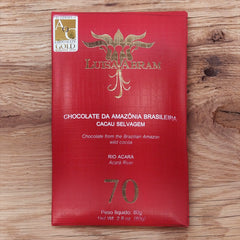 GOLD
LUISA ABRAM
CHOCOLATE DA AMAZÔNIA BRASILEIRA
CACAU SELVAGEM
Chocolate from the Brazilian Amazon
wild cocoa
RIO ACARÁ
Acará River
70
Peso líquido: 80g